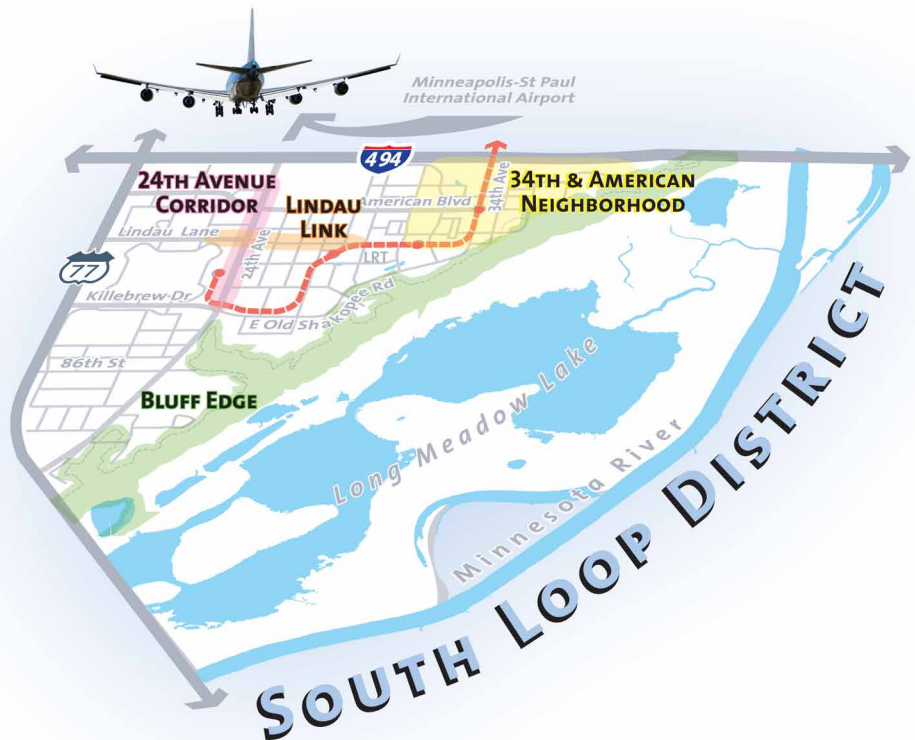 Minneapolis-St Paul
International Airport
494
24TH AVENUE
CORRIDOR
LINDAU
LINK
American Blvd
34th Ave
34TH & AMERICAN
NEIGHBORHOOD
Lindau Lane
24th Ave
LRT
77
Killebrew Dr
E Old Shakopee Rd
86th St
BLUFF EDGE
Long Meadow Lake
Minnesota River
SOUTH LOOP DISTRICT